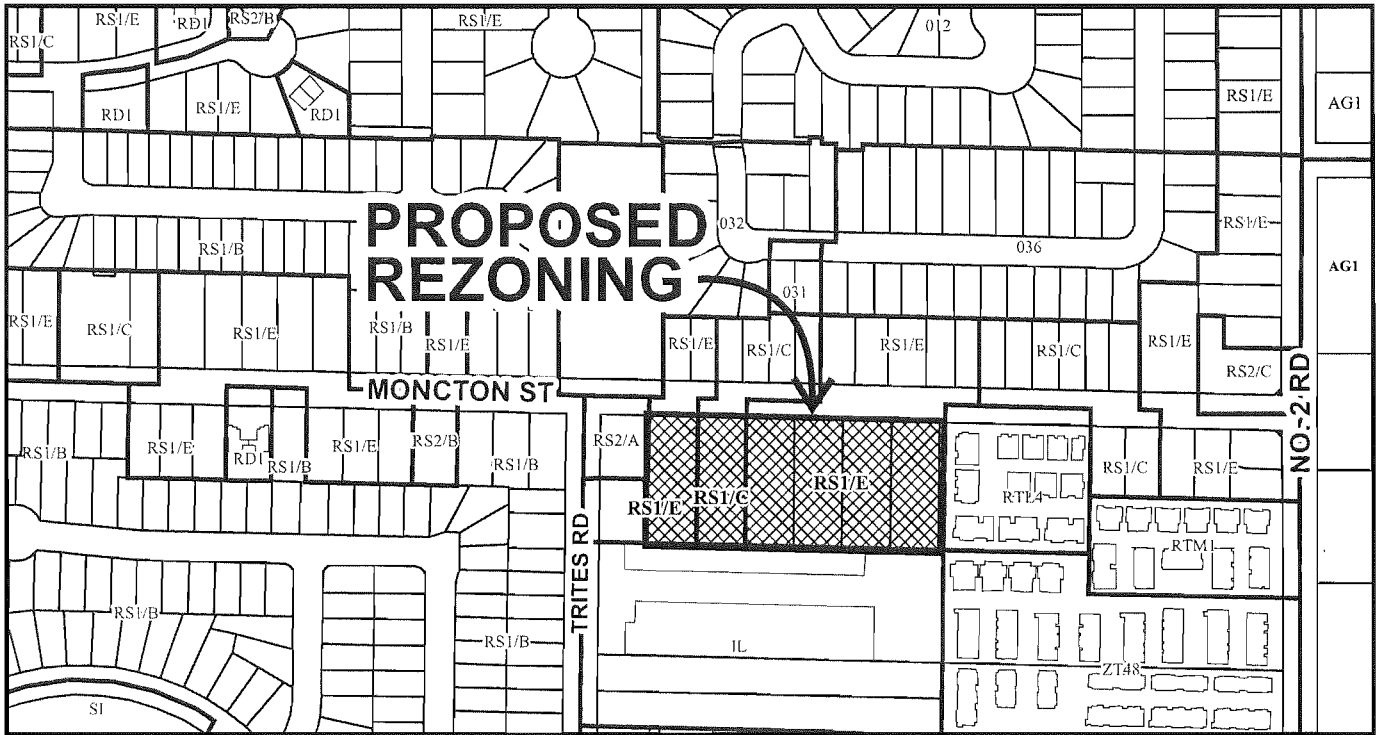 RS1/C
RS1/E
RD1
RS2/B
RS1/E
012
RD1
RS1/E
RD1
RS1/E
AG1
RS1/B
PROPOSED
REZONING
032
036
RS1/E
AG1
031
RS1/E
RS1/C
RS1/E
RS1/B
RS1/E
RS1/E
RS1/C
RS1/E
RS1/C
RS1/E
RS2/C
MONCTON ST
NO. 2 RD
RS1/B
RS1/E
RD1
RS1/B
RS1/E
RS2/B
RS1/B
RS2/A
RS1/E
RS1/C
RS1/E
RTL4
RS1/C
RS1/E
RTM1
TRITES RD
RS1/B
RS1/B
IL
ZT48
SI